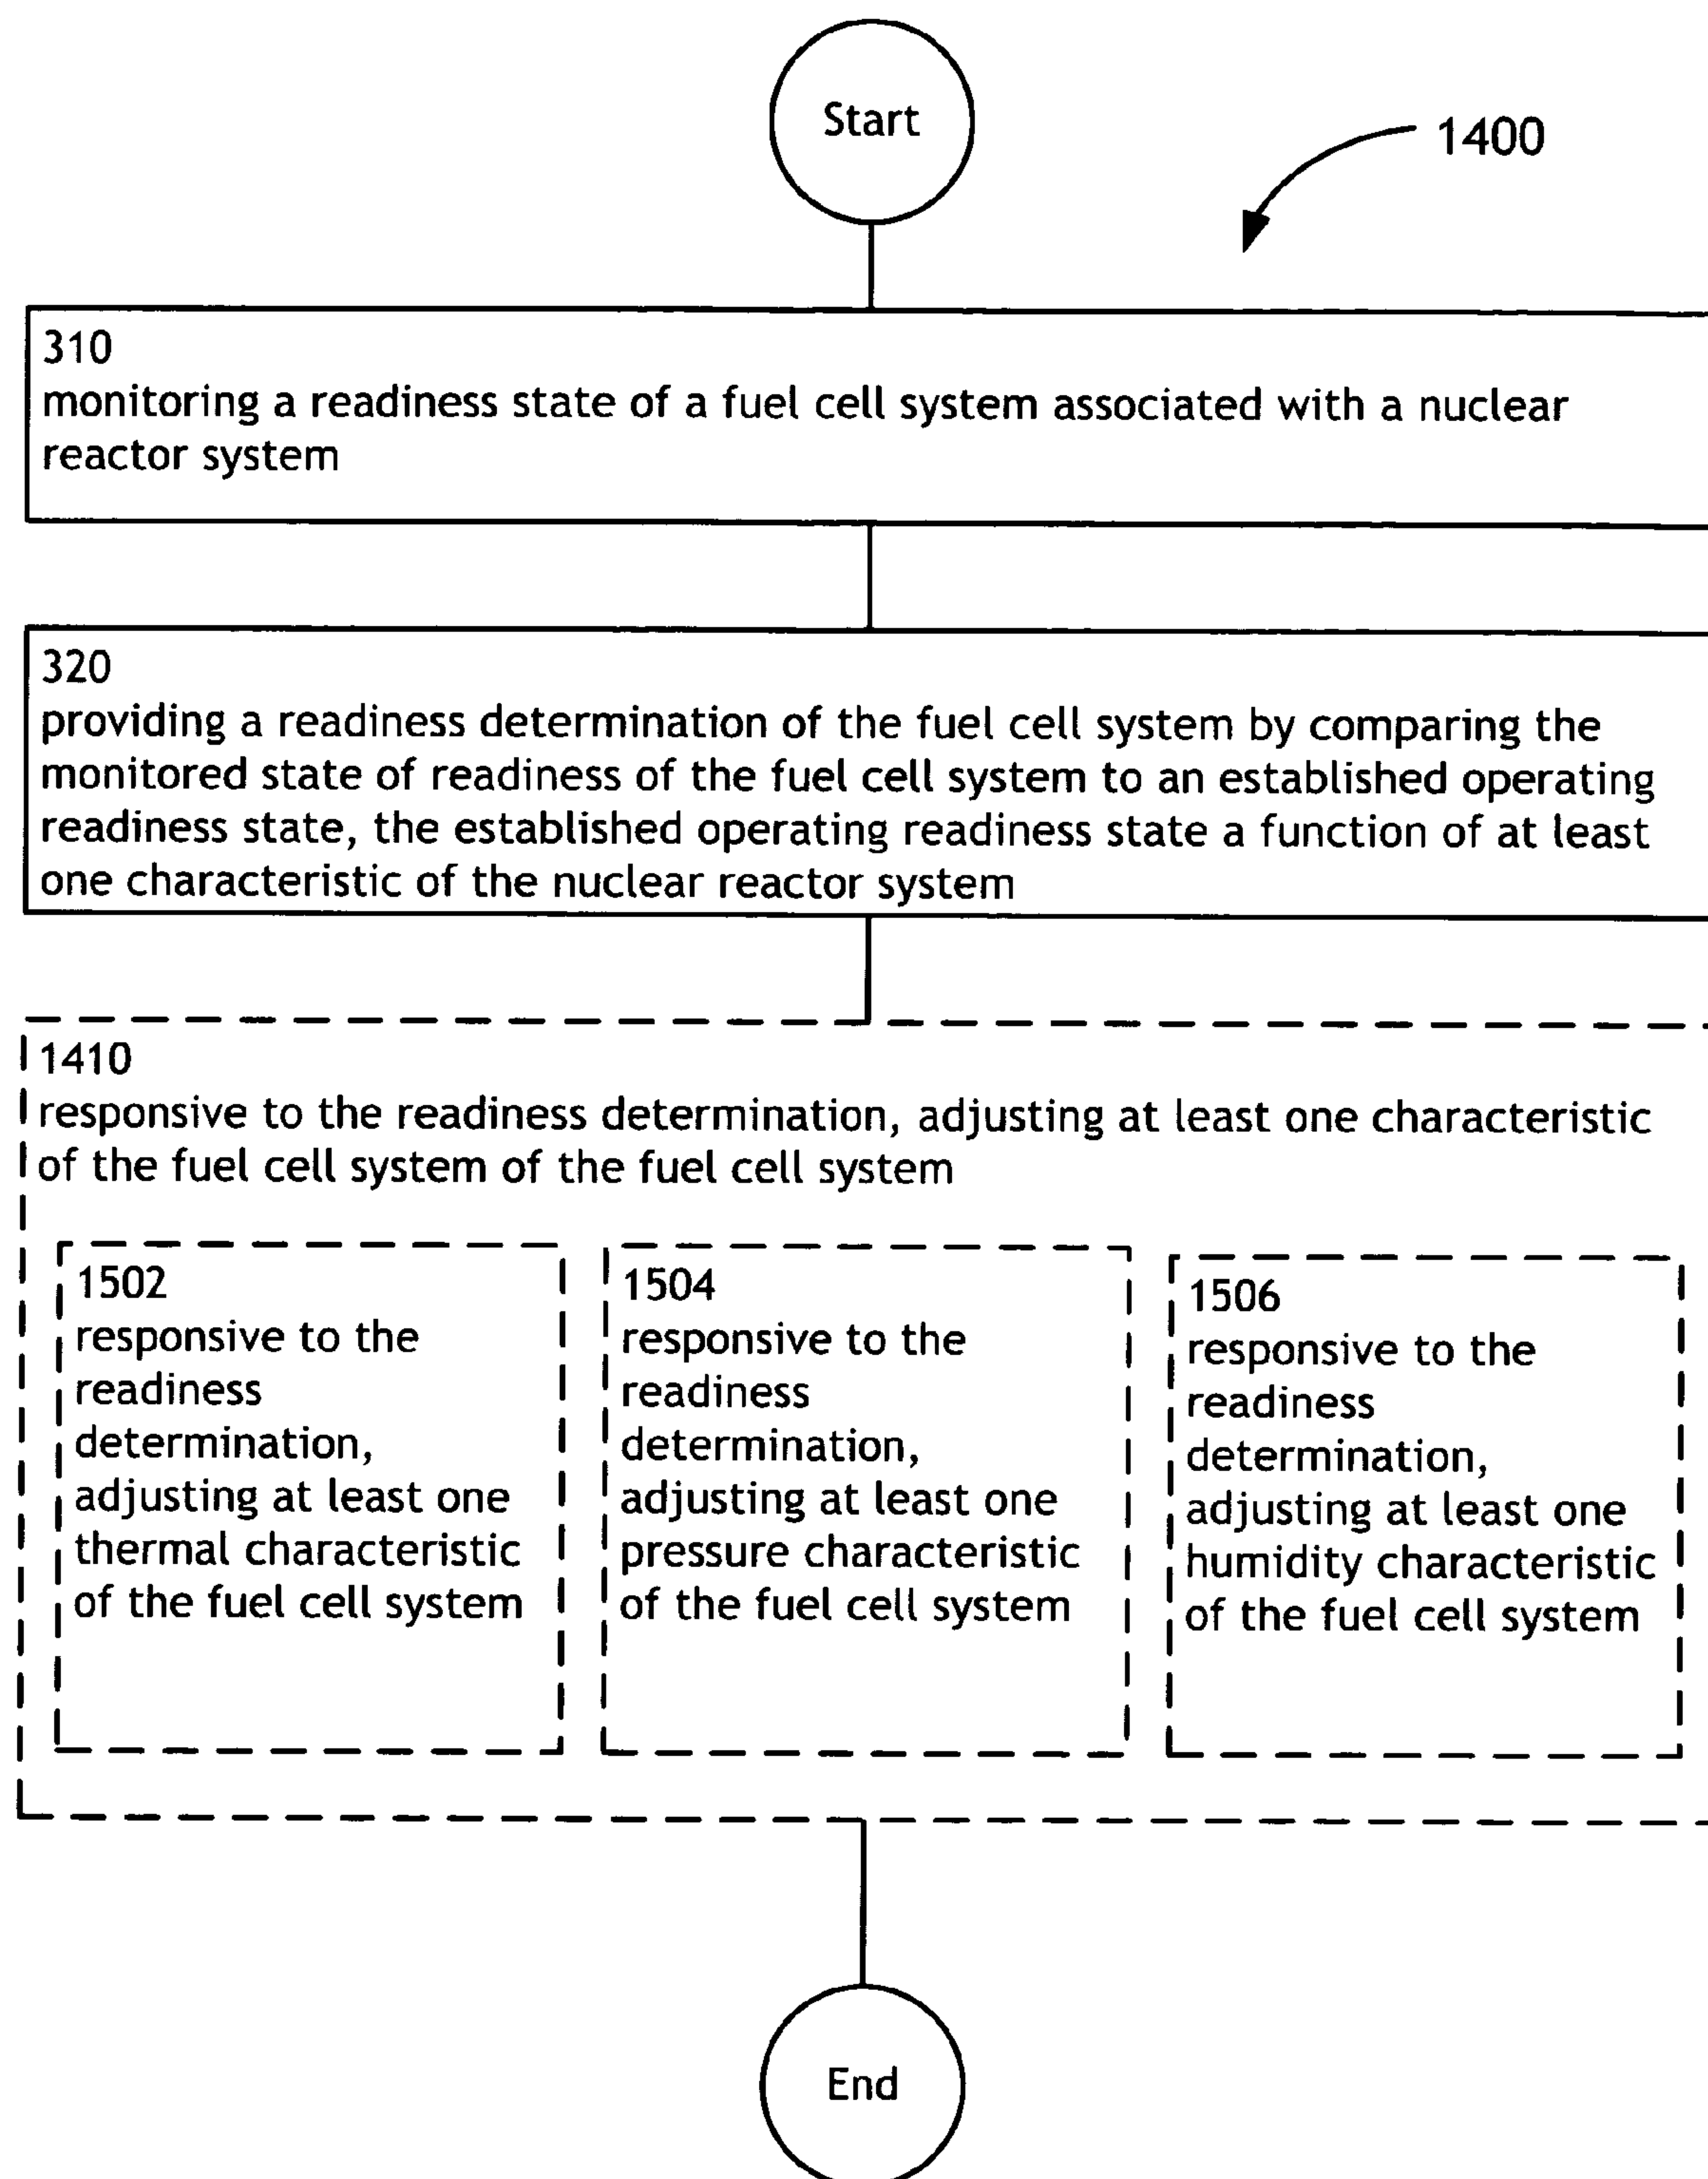 Start
1400
310
monitoring a readiness state of a fuel cell system associated with a nuclear
reactor system
320
providing a readiness determination of the fuel cell system by comparing the
monitored state of readiness of the fuel cell system to an established operating
readiness state, the established operating readiness state a function of at least
one characteristic of the nuclear reactor system
1410
responsive to the readiness determination, adjusting at least one characteristic
of the fuel cell system of the fuel cell system
1502
responsive to the
readiness
determination,
adjusting at least one
thermal characteristic
of the fuel cell system
1504
responsive to the
readiness
determination,
adjusting at least one
pressure characteristic
of the fuel cell system
1506
responsive to the
readiness
determination,
adjusting at least one
humidity characteristic
of the fuel cell system
End